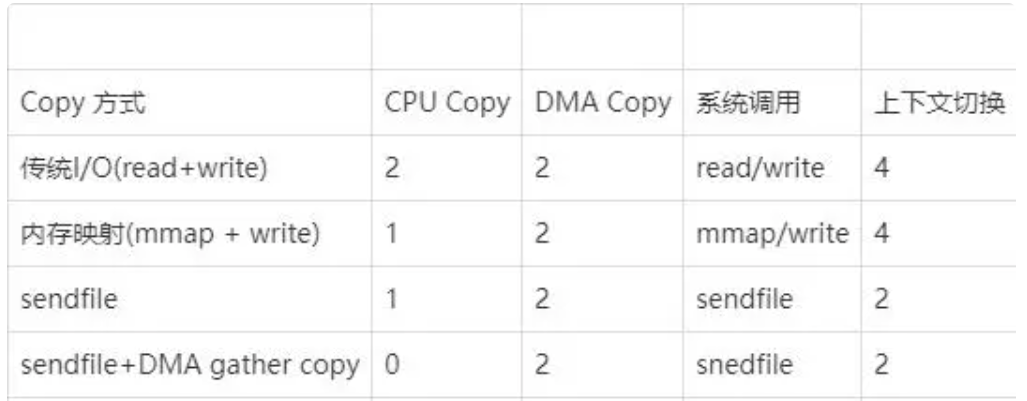 Copy 方式 CPU Copy DMA Copy 系统调用 上下文切换
传统I/O(read+write) 2 2 read/write 4
内存映射(mmap + write) 1 2 mmap/write 4
sendfile 1 2 sendfile 2
sendfile+DMA gather copy 0 2 snedfile 2